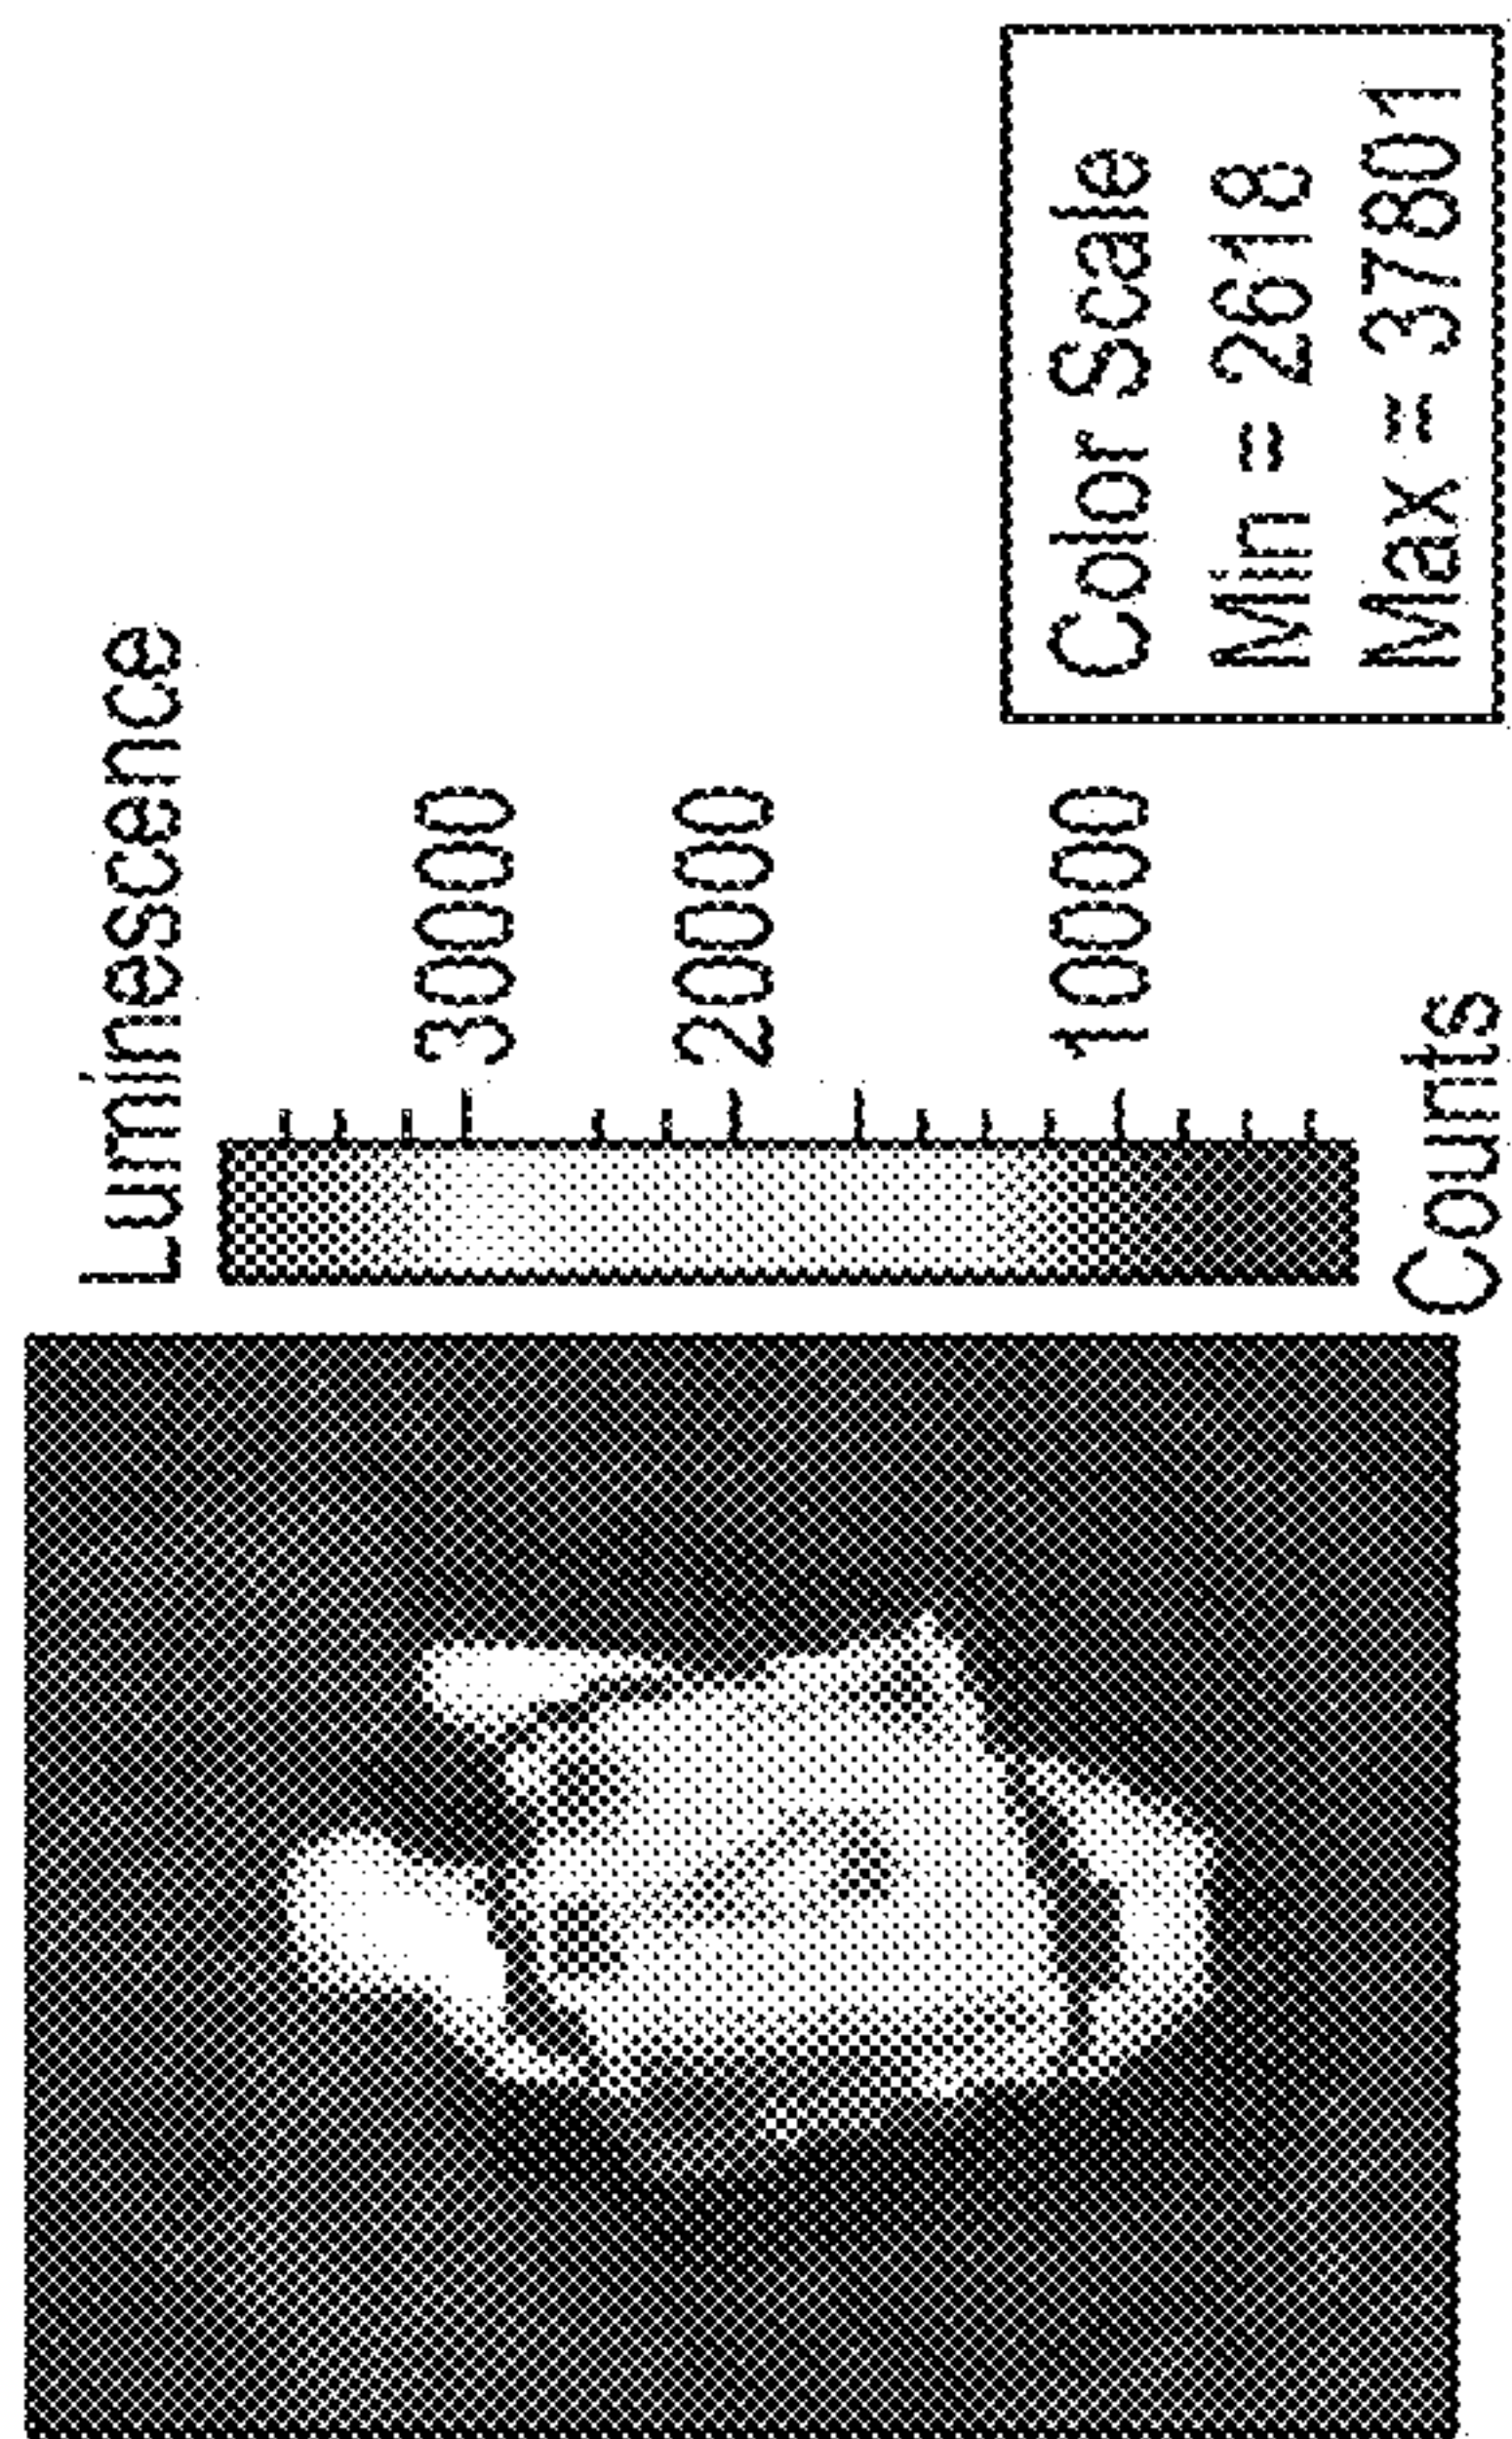 Luminescence
30000
20000
10000
Counts
Color Scale
Min = 2618
Max = 37801